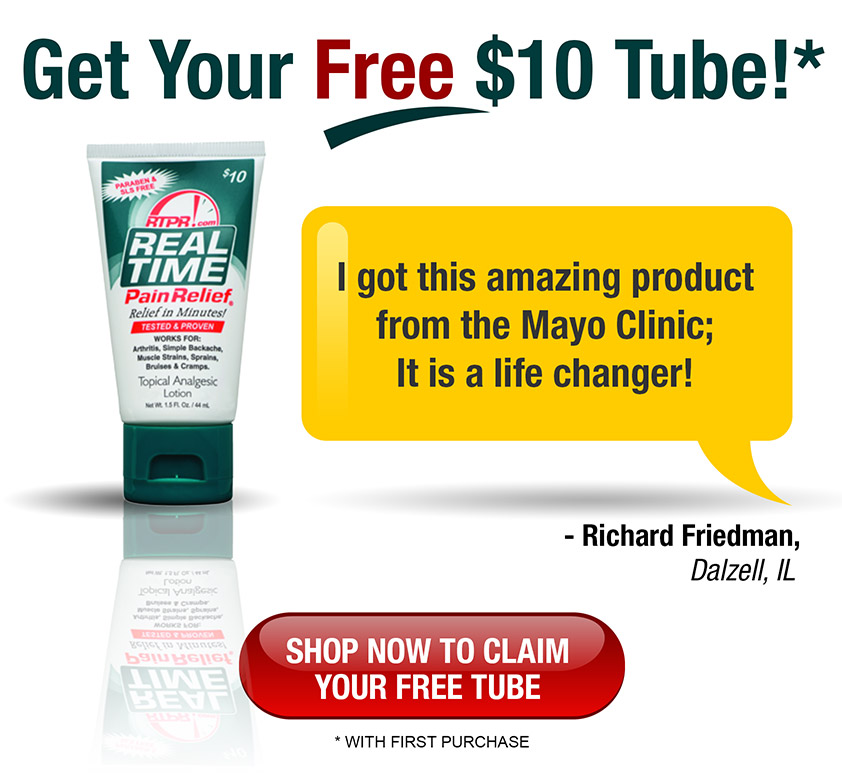 Get Your Free $10 Tube!*
PARABEN &
SLS FREE
$10
RTPR!.com
REAL
TIME
Pain Relief®
Relief in Minutes!
TESTED & PROVEN
WORKS FOR:
Arthritis, Simple Backache,
Muscle Strains, Sprains,
Bruises & Cramps.
Topical Analgesic
Lotion
Net Wt. 1.5 Fl. Oz. / 44 mL
I got this amazing product
from the Mayo Clinic;
It is a life changer!
- Richard Friedman,
Dalzell, IL
SHOP NOW TO CLAIM
YOUR FREE TUBE
* WITH FIRST PURCHASE